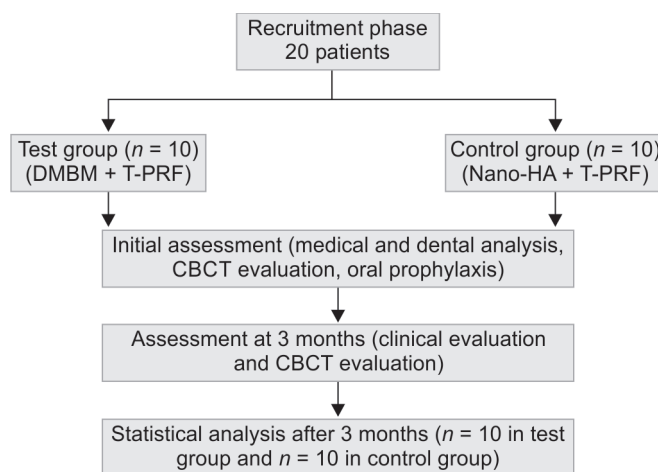 Recruitment phase
20 patients
Test group (n = 10)
(DMBM + T-PRF)
Control group (n = 10)
(Nano-HA + T-PRF)
Initial assessment (medical and dental analysis,
CBCT evaluation, oral prophylaxis)
Assessment at 3 months (clinical evaluation
and CBCT evaluation)
Statistical analysis after 3 months (n = 10 in test
group and n = 10 in control group)